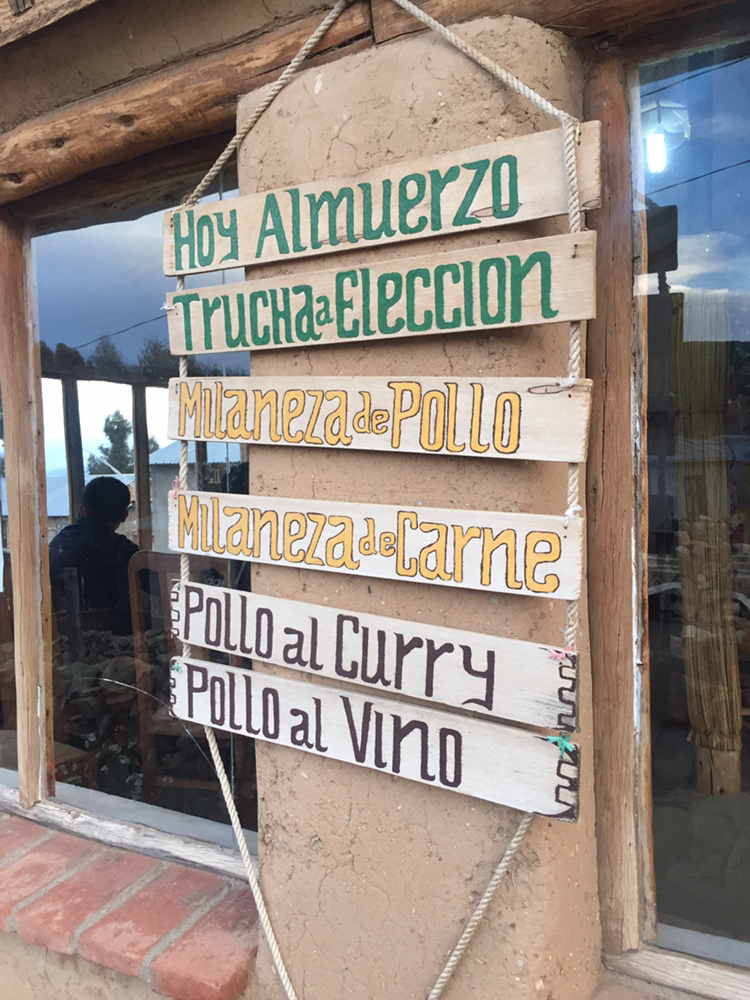 Hoy Almuerzo
Trucha a Eleccion
Milaneza de Pollo
Milaneza de Carne
Pollo al Curry
Pollo al Vino